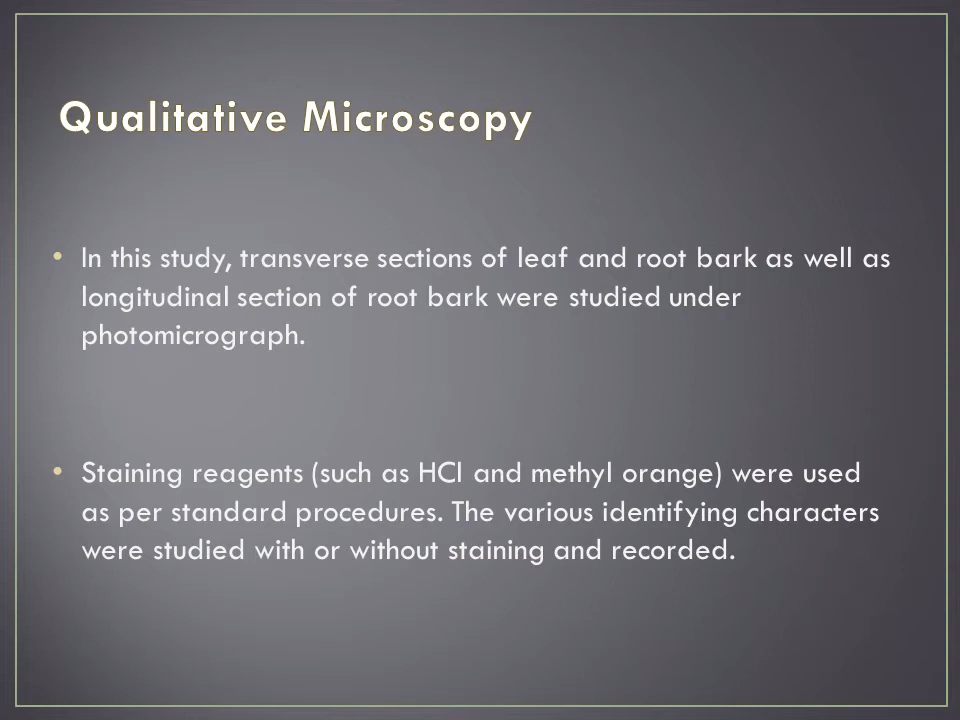 Qualitative Microscopy
• In this study, transverse sections of leaf and root bark as well as
longitudinal section of root bark were studied under
photomicrograph.
• Staining reagents (such as HCl and methyl orange) were used
as per standard procedures. The various identifying characters
were studied with or without staining and recorded.